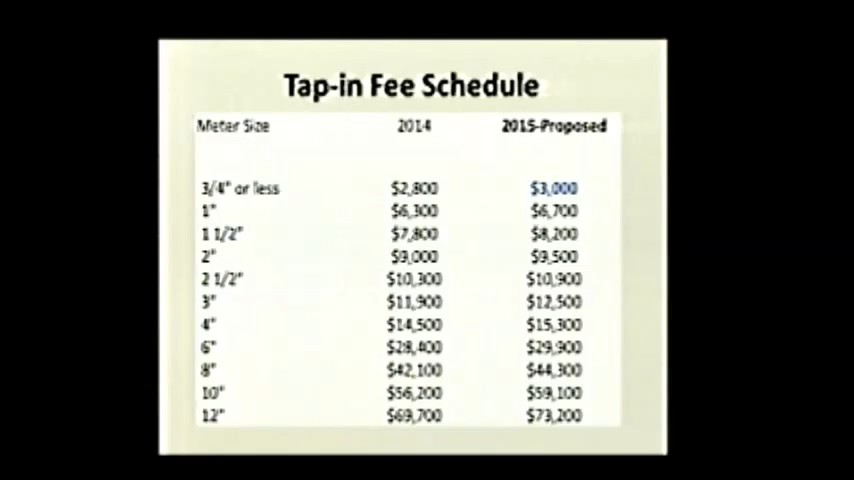 Tap-in Fee Schedule
Meter Size 2014 2015-Proposed
3/4" or less $2,800 $3,000
1" $6,300 $6,700
1 1/2" $7,800 $8,200
2" $9,000 $9,500
2 1/2" $10,300 $10,900
3" $11,900 $12,500
4" $14,500 $15,300
6" $28,400 $29,900
8" $42,100 $44,300
10" $56,200 $59,100
12" $69,700 $73,200